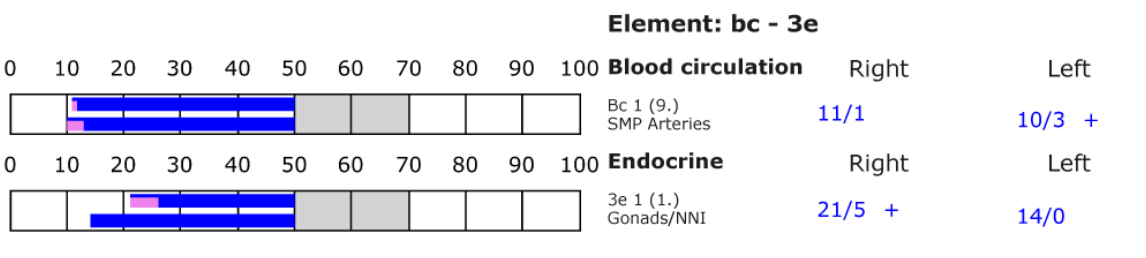 Element: bc - 3e
0 10 20 30 40 50 60 70 80 90 100 Blood circulation Right Left
Bc 1 (9.)
SMP Arteries
11/1 10/3 +
0 10 20 30 40 50 60 70 80 90 100 Endocrine Right Left
3e 1 (1.)
Gonads/NNI
21/5 + 14/0